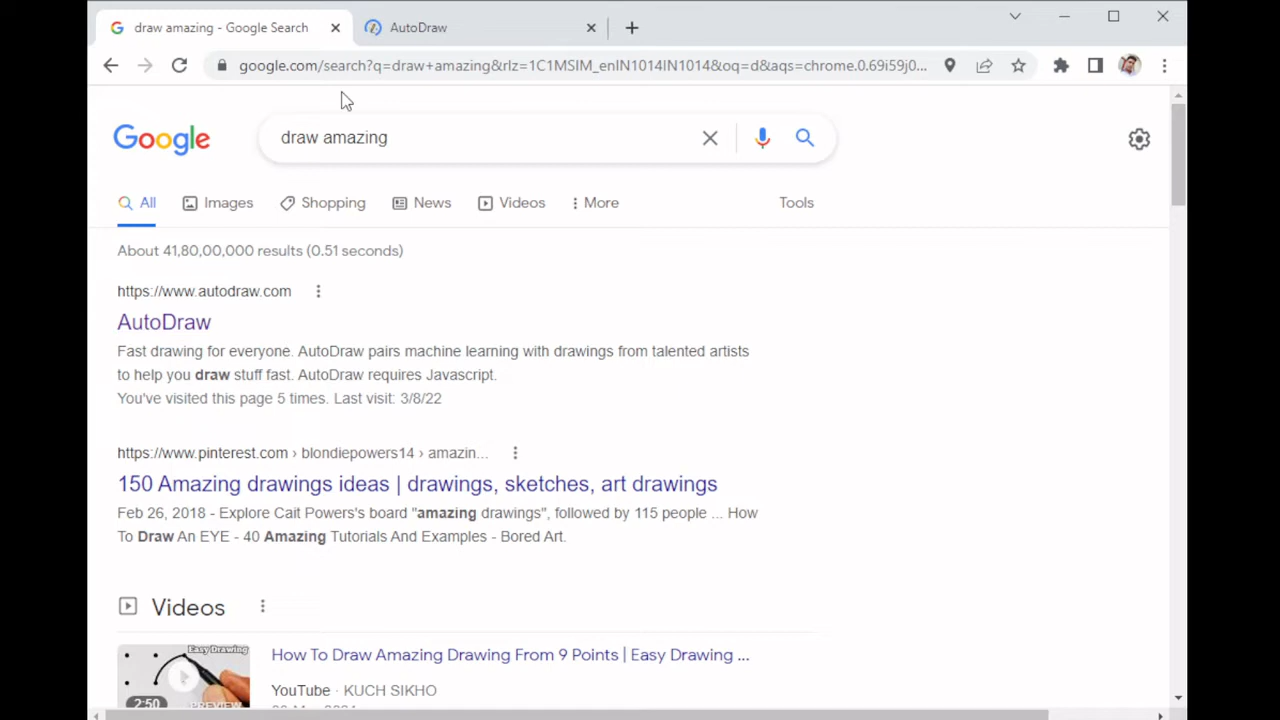 draw amazing - Google Search
AutoDraw
google.com/search?q=draw+amazing&rlz=1C1MSIM_enIN1014IN1014&oq=d&aqs=chrome.0.69i59j0...
Google
draw amazing
All
Images
Shopping
News
Videos
More
Tools
About 41,80,00,000 results (0.51 seconds)
https://www.autodraw.com
AutoDraw
Fast drawing for everyone. AutoDraw pairs machine learning with drawings from talented artists
to help you draw stuff fast. AutoDraw requires Javascript.
You've visited this page 5 times. Last visit: 3/8/22
https://www.pinterest.com › blondiepowers14 › amazin...
150 Amazing drawings ideas | drawings, sketches, art drawings
Feb 26, 2018 - Explore Cait Powers's board "amazing drawings", followed by 115 people ... How
To Draw An EYE - 40 Amazing Tutorials And Examples - Bored Art.
Videos
Easy Drawing
How To Draw Amazing Drawing From 9 Points | Easy Drawing ...
YouTube · KUCH SIKHO
2:50
PREVIEW